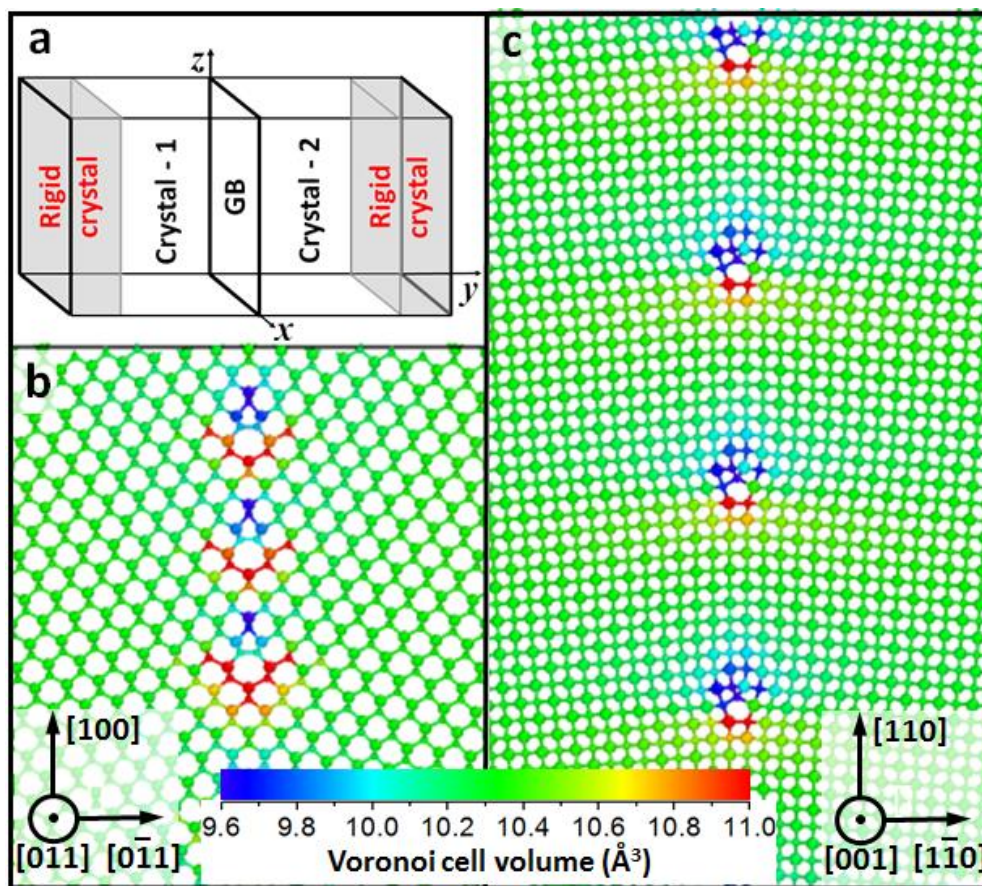 a
z
Rigid
crystal
Crystal - 1
GB
Crystal - 2
Rigid
crystal
y
x
b
[100]
[011] [01̄1]
c
[110]
[001] [11̄0]
9.6 9.8 10.0 10.2 10.4 10.6 10.8 11.0
Voronoi cell volume (Å³)